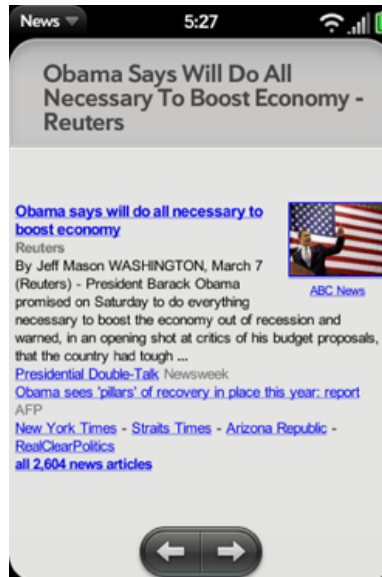 News 5:27
Obama Says Will Do All
Necessary To Boost Economy -
Reuters
Obama says will do all necessary to
boost economy
Reuters
By Jeff Mason WASHINGTON, March 7
(Reuters) - President Barack Obama
promised on Saturday to do everything
ABC News
necessary to boost the economy out of recession and
warned, in an opening shot at critics of his budget proposals,
that the country had tough ...
Presidential Double-Talk Newsweek
Obama sees 'pillars' of recovery in place this year: report
AFP
New York Times - Straits Times - Arizona Republic -
RealClearPolitics
all 2,604 news articles